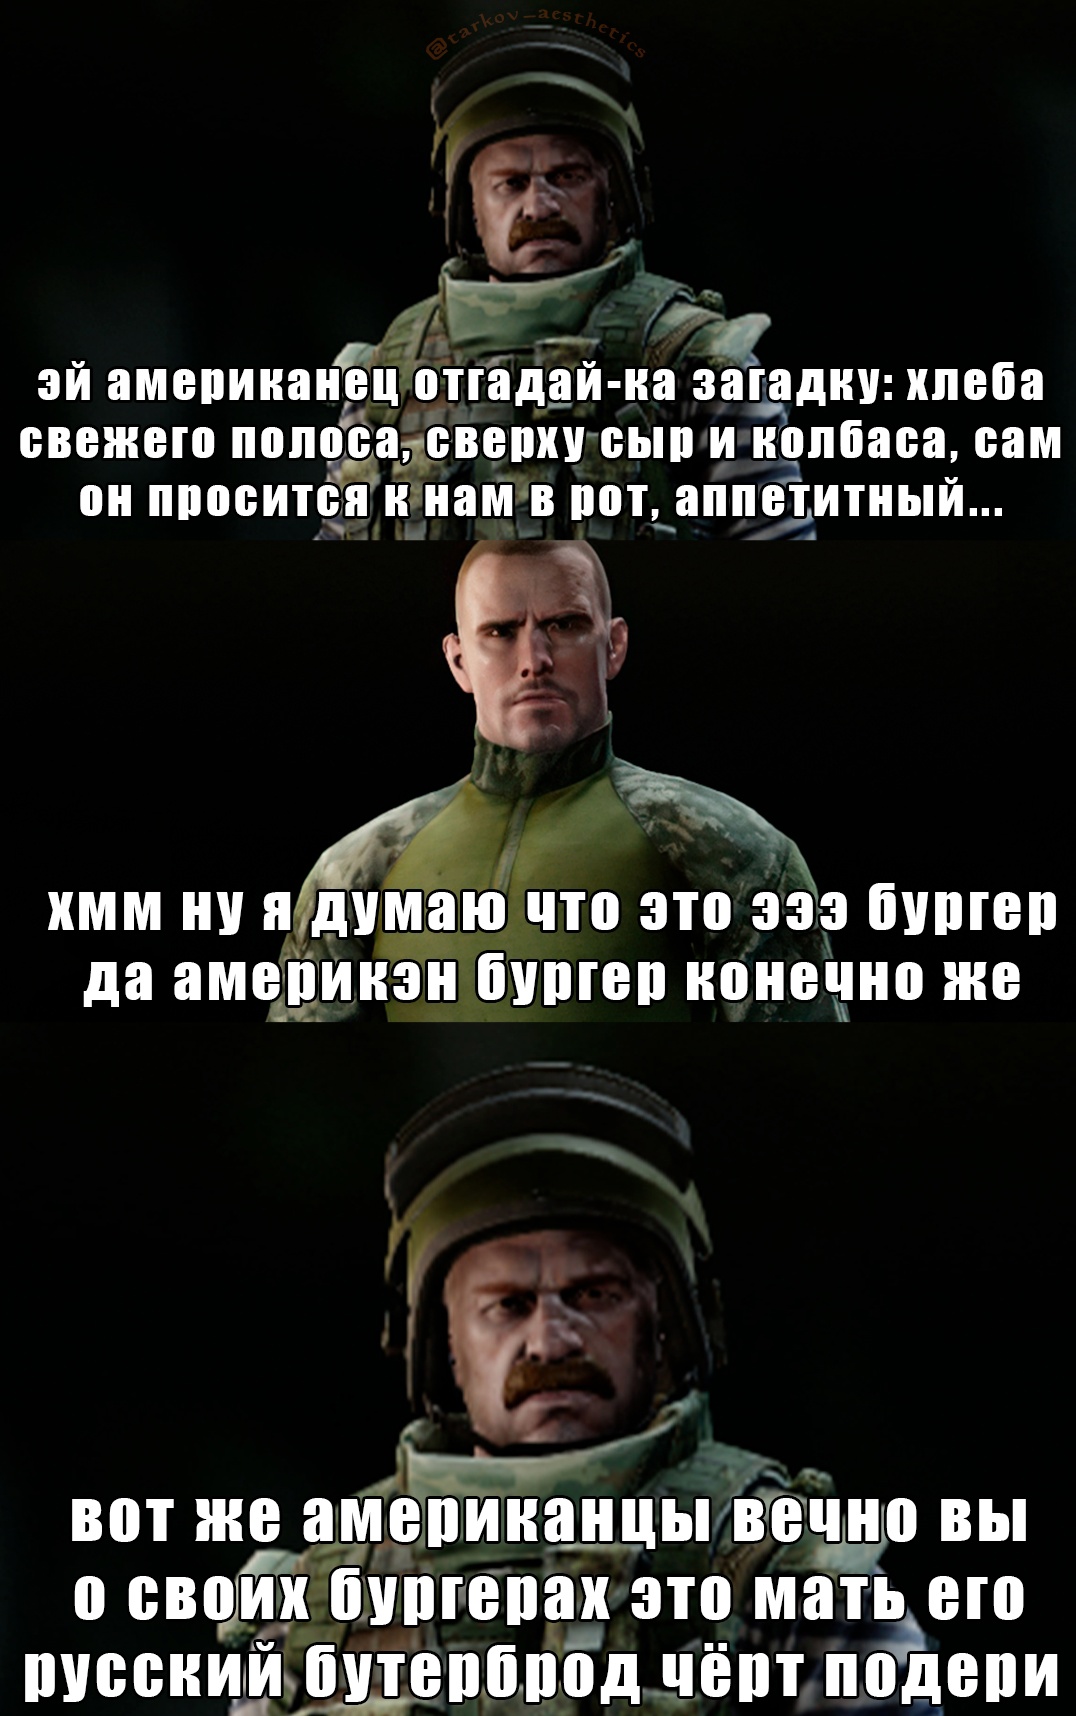 @tarkov_aesthetics
эй американец отгадай-ка загадку: хлеба
свежего полоса, сверху сыр и колбаса, сам
он просится к нам в рот, аппетитный...
хмм ну я думаю что это эээ бургер
да америкэн бургер конечно же
вот же американцы вечно вы
о своих бургерах это мать его
русский бутерброд чёрт подери